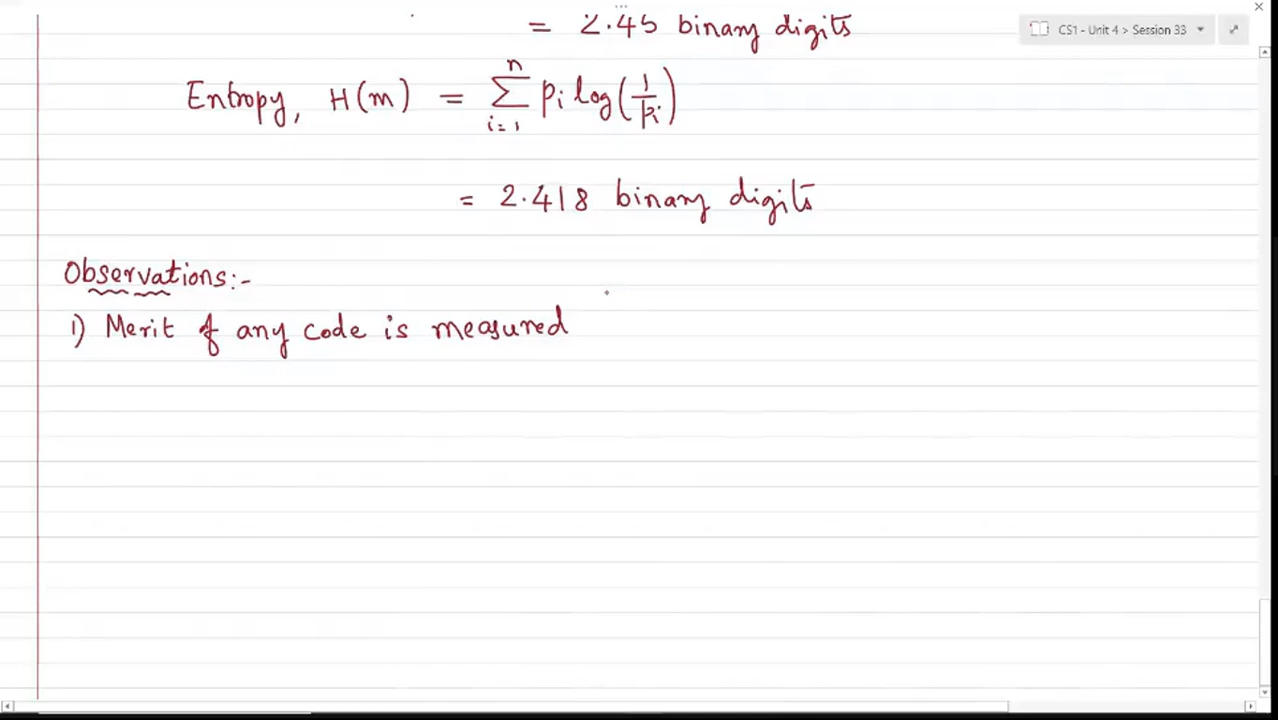 = 2.45 binary digits
CS1 - Unit 4 > Session 33
Entropy, H(m) = n∑i=1 pi log(1/pi)
= 2.418 binary digits
Observations:-
1) Merit of any code is measured